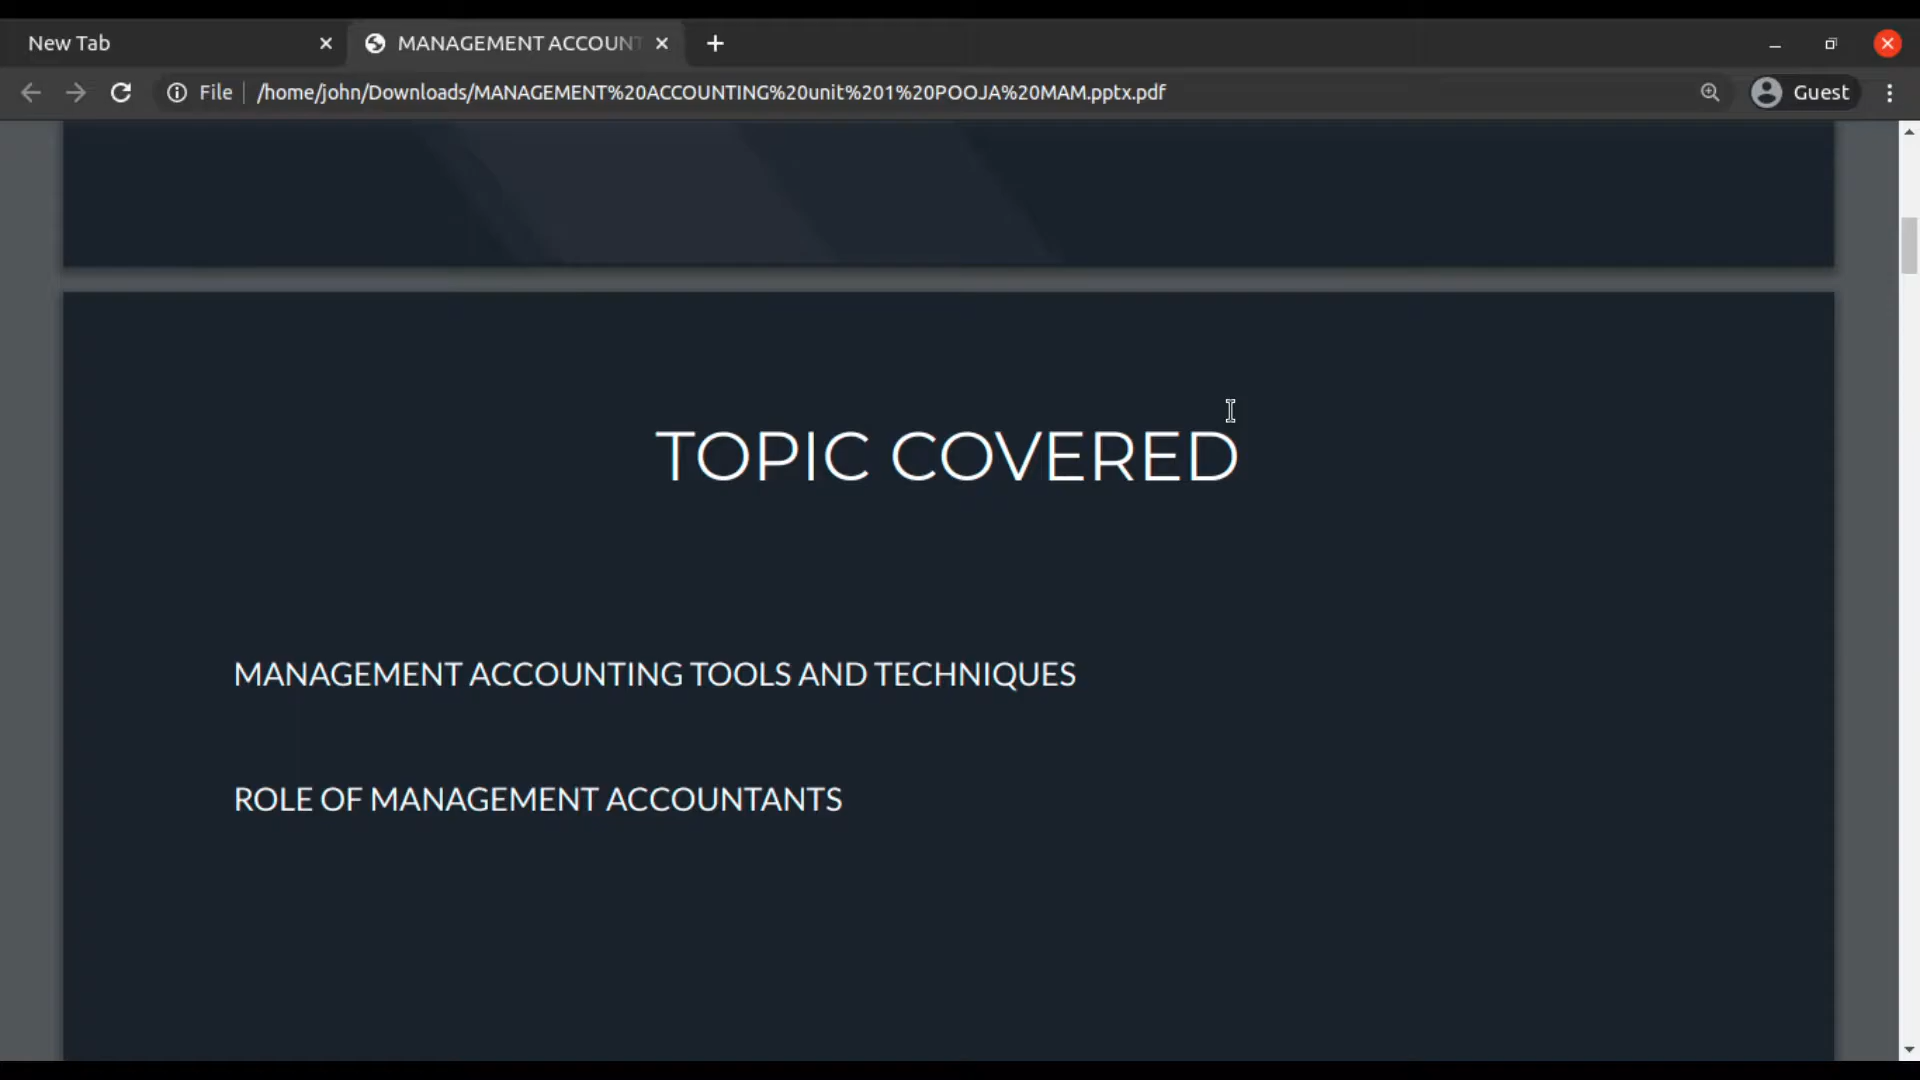 New Tab
MANAGEMENT ACCOUNT
File
/home/john/Downloads/MANAGEMENT%20ACCOUNTING%20unit%201%20POOJA%20MAM.pptx.pdf
Guest
TOPIC COVERED
MANAGEMENT ACCOUNTING TOOLS AND TECHNIQUES
ROLE OF MANAGEMENT ACCOUNTANTS